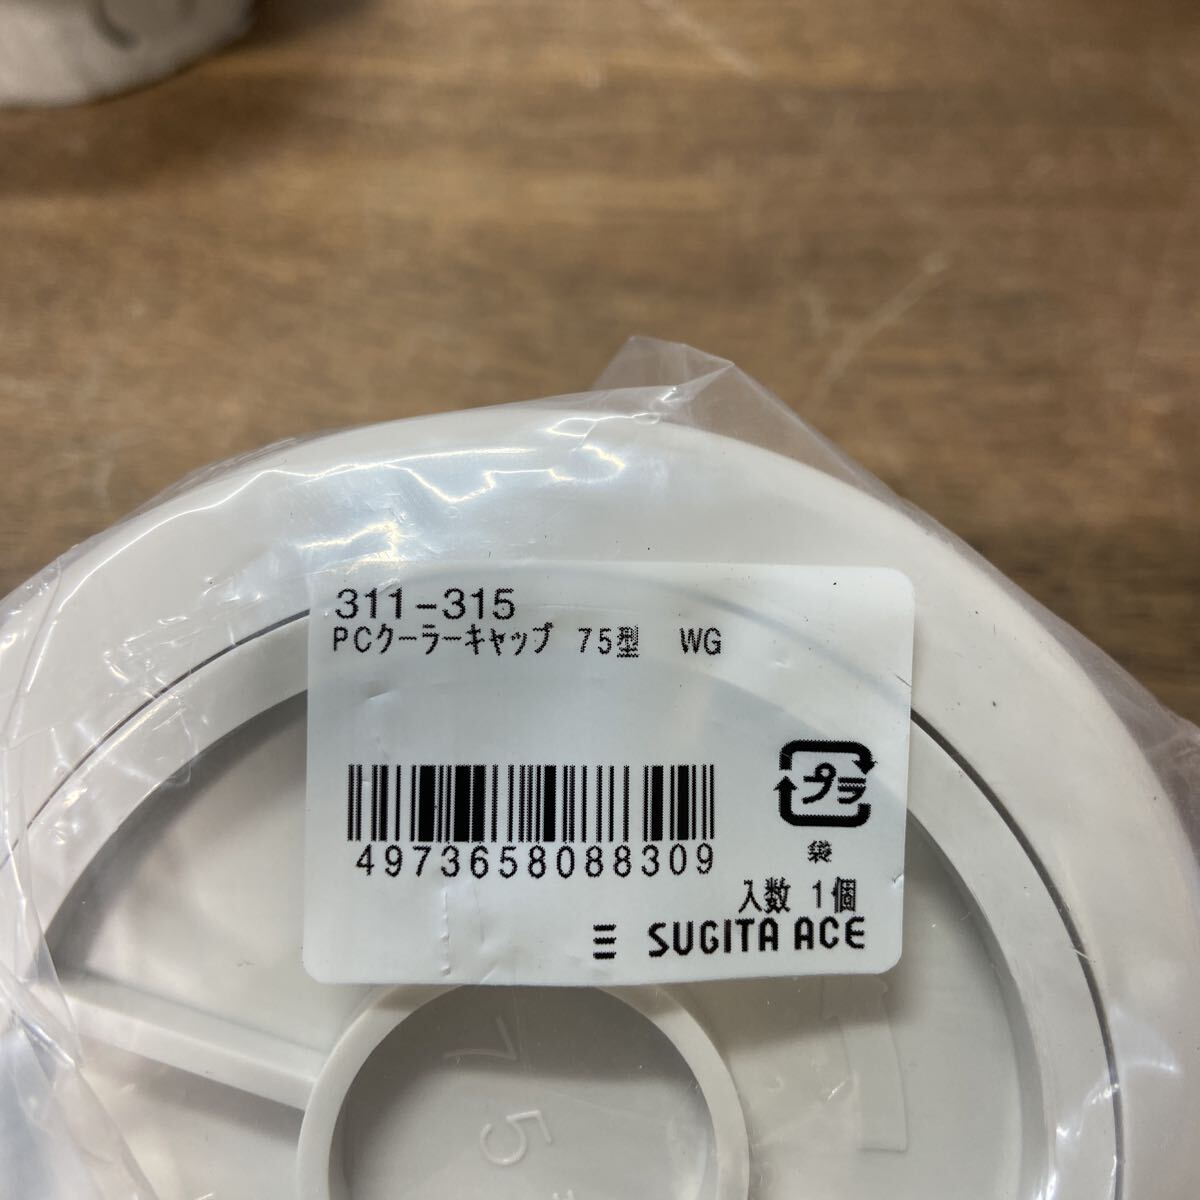 311-315
PCクーラーキャップ 75型 WG
プラ
袋
4973658088309
入数 1個
SUGITA ACE
75